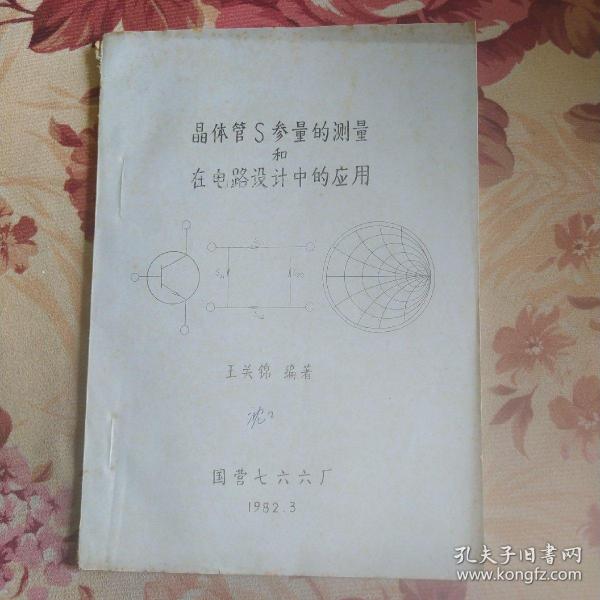 晶体管S参量的测量
和
在电路设计中的应用
王关锦 编著
国营七六六厂
1982.3
孔夫子旧书网
www.kongfz.com